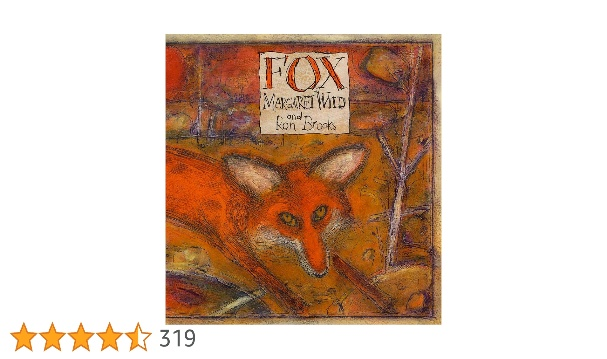 FOX
MARGARET WILD
and
Ron Brooks
319